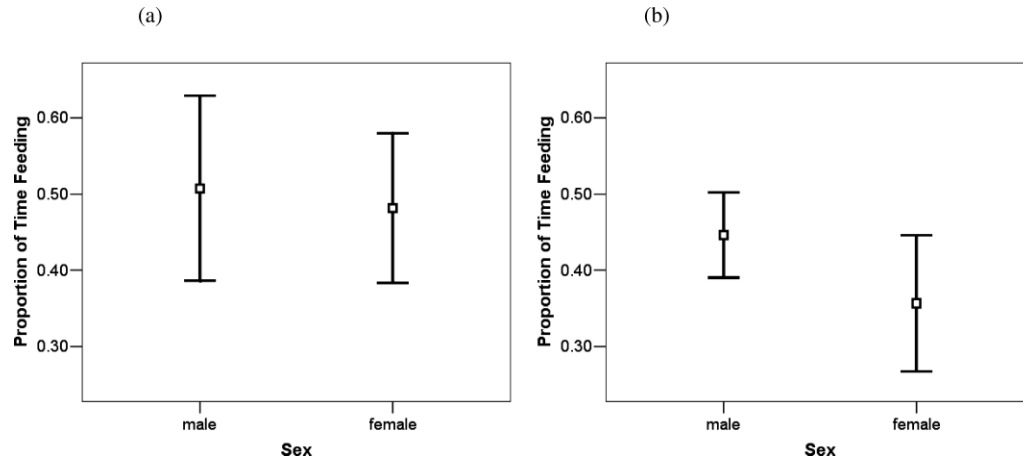 (a)
Proportion of Time Feeding
0.60
0.50
0.40
0.30
male
female
Sex
(b)
Proportion of Time Feeding
0.60
0.50
0.40
0.30
male
female
Sex